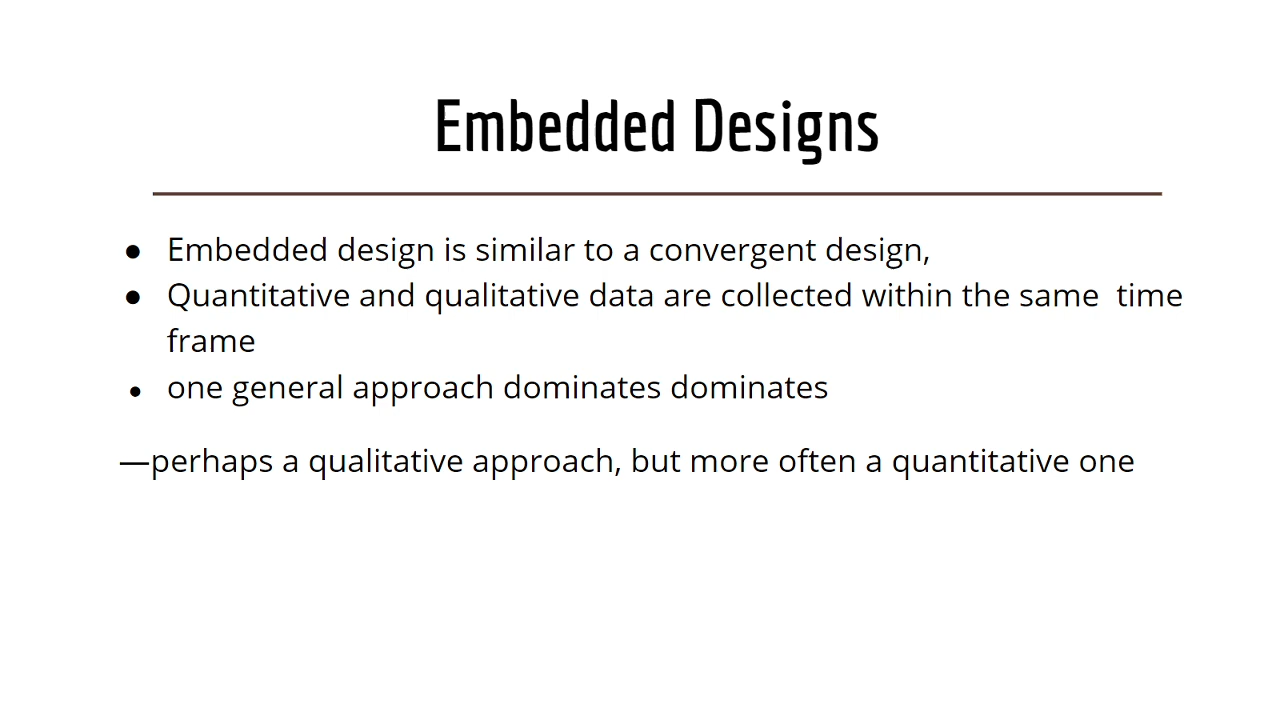 Embedded Designs
● Embedded design is similar to a convergent design,
● Quantitative and qualitative data are collected within the same  time
frame
● one general approach dominates dominates
—perhaps a qualitative approach, but more often a quantitative one